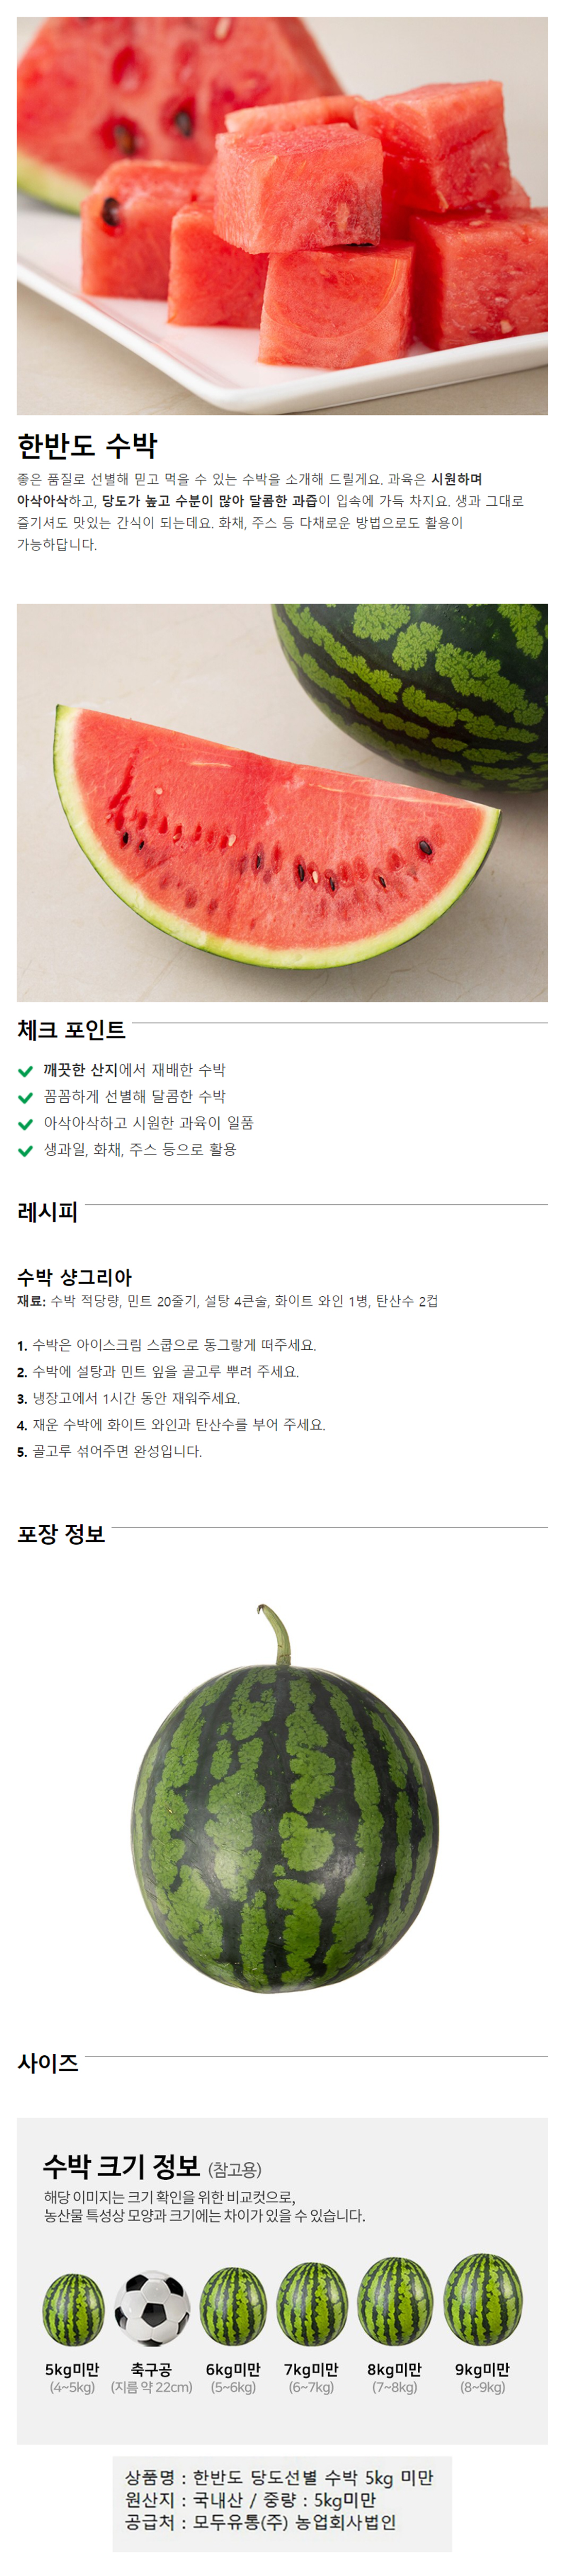 한반도 수박
좋은 품질로 선별해 믿고 먹을 수 있는 수박을 소개해 드릴게요. 과육은 시원하며
아삭아삭하고, 당도가 높고 수분이 많아 달콤한 과즙이 입속에 가득 차지요. 생과 그대로
즐기셔도 맛있는 간식이 되는데요. 화채, 주스 등 다채로운 방법으로도 활용이
가능하답니다.
체크 포인트
깨끗한 산지에서 재배한 수박
꼼꼼하게 선별해 달콤한 수박
아삭아삭하고 시원한 과육이 일품
생과일, 화채, 주스 등으로 활용
레시피
수박 샹그리아
재료: 수박 적당량, 민트 20줄기, 설탕 4큰술, 화이트 와인 1병, 탄산수 2컵
1. 수박은 아이스크림 스쿱으로 동그랗게 떠주세요.
2. 수박에 설탕과 민트 잎을 골고루 뿌려 주세요.
3. 냉장고에서 1시간 동안 재워주세요.
4. 재운 수박에 화이트 와인과 탄산수를 부어 주세요.
5. 골고루 섞어주면 완성입니다.
포장 정보
사이즈
수박 크기 정보 (참고용)
해당 이미지는 크기 확인을 위한 비교컷으로,
농산물 특성상 모양과 크기에는 차이가 있을 수 있습니다.
5kg미만 축구공 6kg미만 7kg미만 8kg미만 9kg미만
(4~5kg) (지름 약 22cm) (5~6kg) (6~7kg) (7~8kg) (8~9kg)
상품명 : 한반도 당도선별 수박 5kg 미만
원산지 : 국내산 / 중량 : 5kg미만
공급처 : 모두유통(주) 농업회사법인